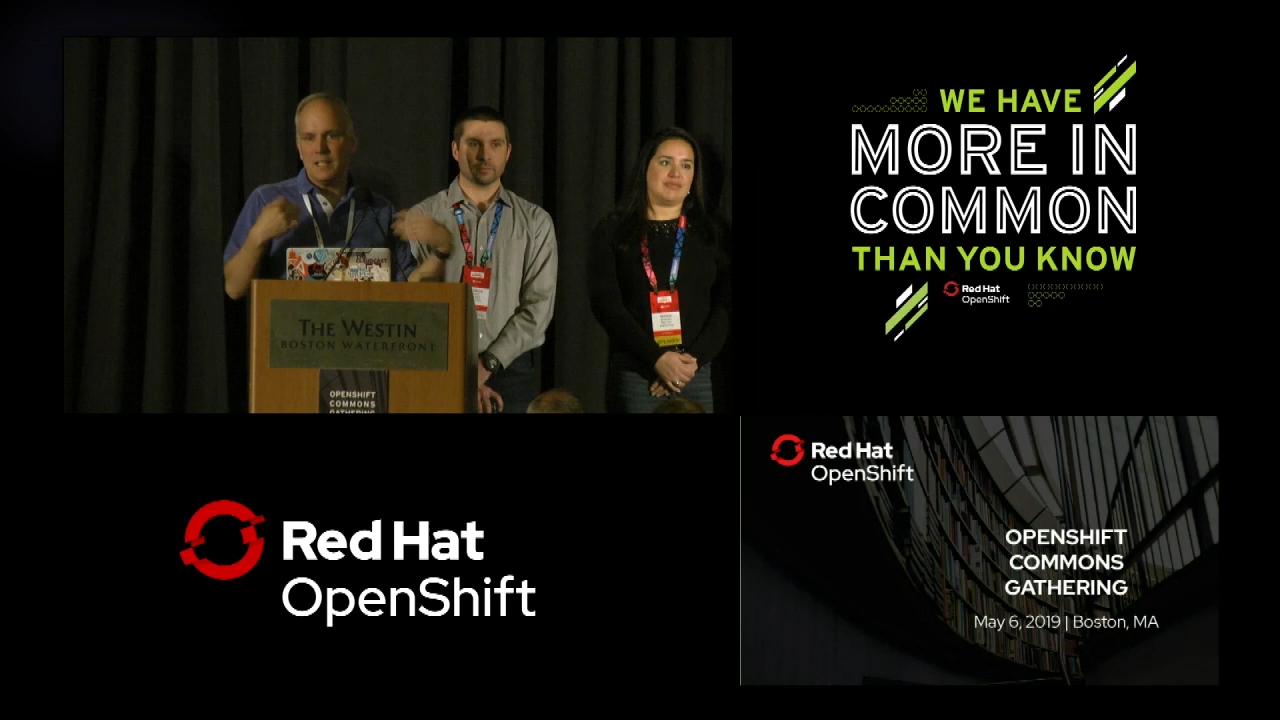 THE WESTIN
BOSTON WATERFRONT
OPENSHIFT
COMMONS
GATHERING
WE HAVE
MORE IN
COMMON
THAN YOU KNOW
Red Hat
OpenShift
Red Hat
OpenShift
Red Hat
OpenShift
OPENSHIFT
COMMONS
GATHERING
May 6, 2019 | Boston, MA